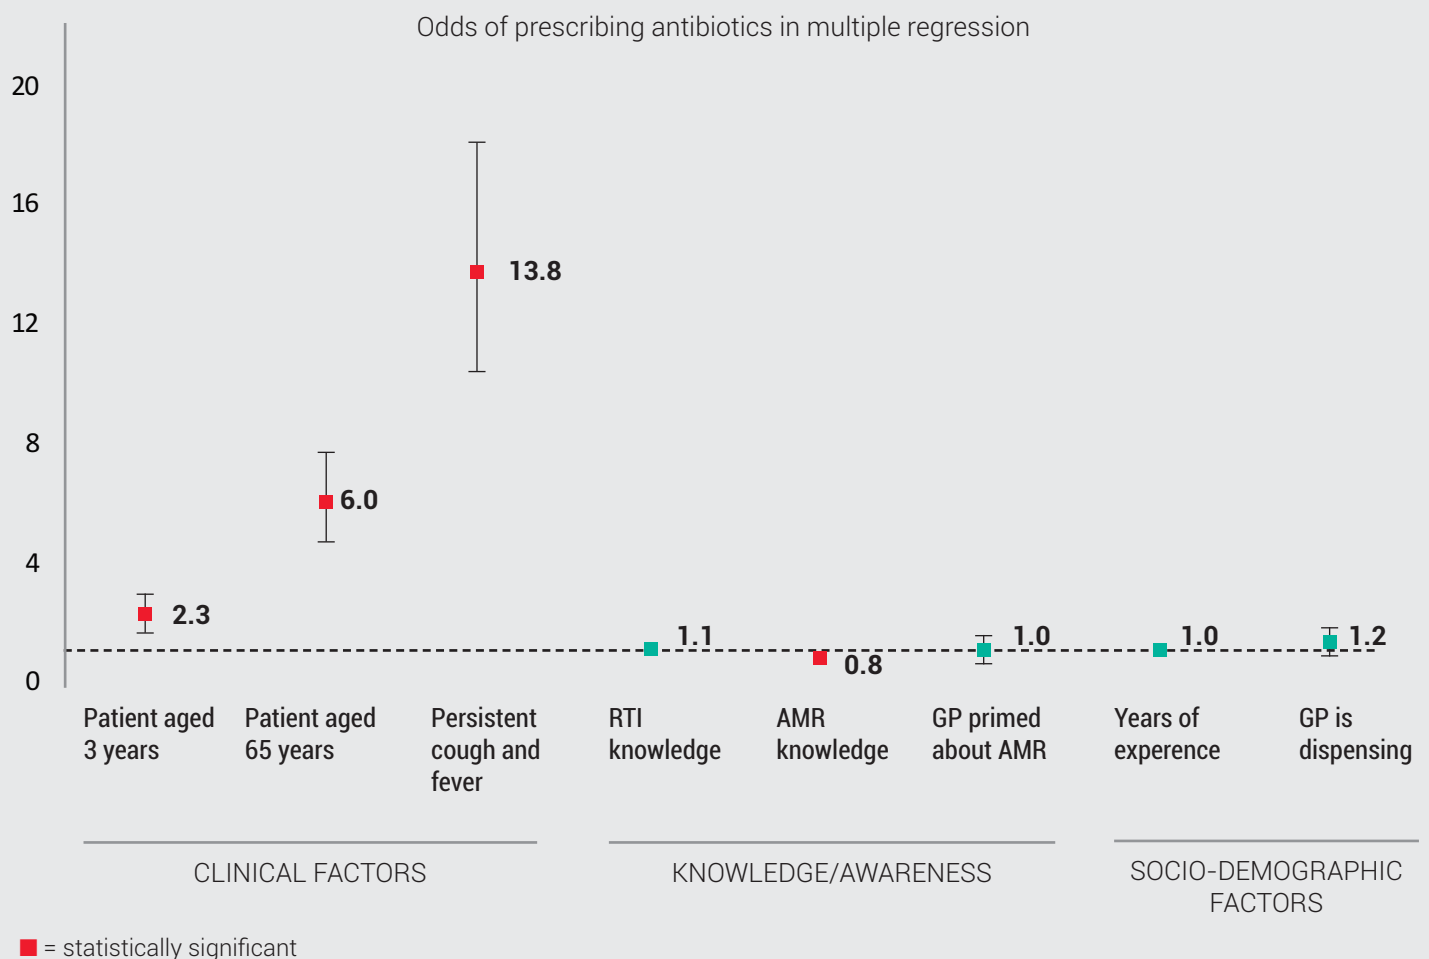 Odds of prescribing antibiotics in multiple regression
20
16
12
8
4
0
13.8
6.0
2.3
1.1
0.8
1.0
1.0
1.2
Patient aged
3 years
Patient aged
65 years
Persistent
cough and
fever
RTI
knowledge
AMR
knowledge
GP primed
about AMR
Years of
experence
GP is
dispensing
CLINICAL FACTORS
KNOWLEDGE/AWARENESS
SOCIO-DEMOGRAPHIC
FACTORS
= statistically significant